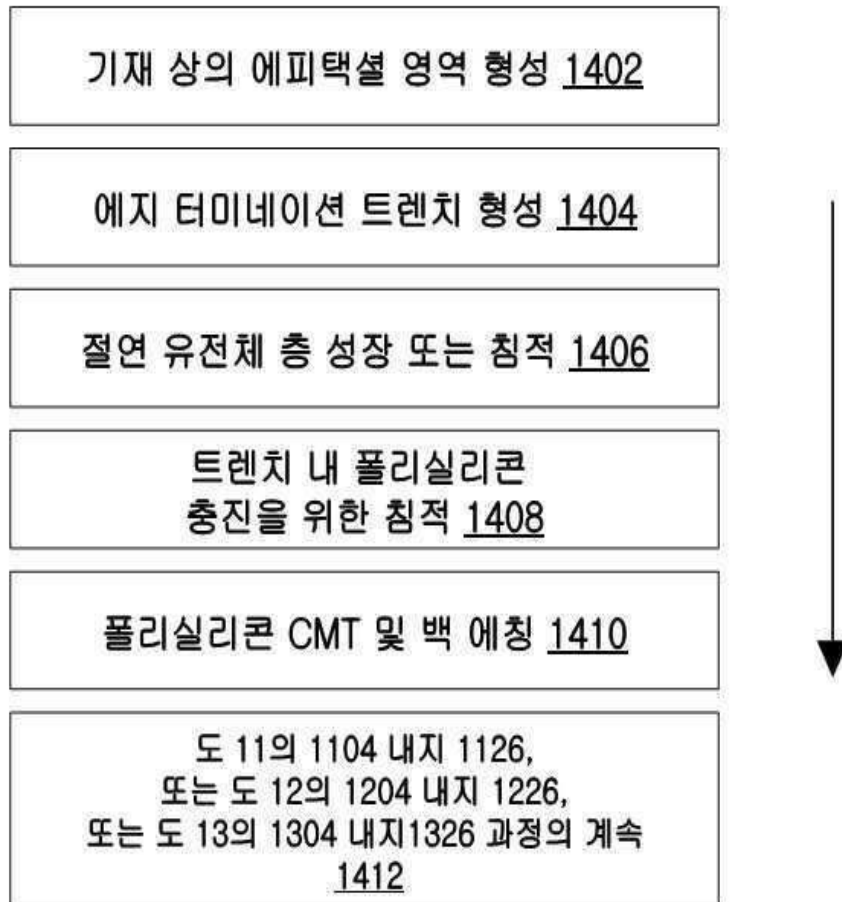 기재 상의 에피택셜 영역 형성 1402
에지 터미네이션 트렌치 형성 1404
절연 유전체 층 성장 또는 침적 1406
트렌치 내 폴리실리콘
충진을 위한 침적 1408
폴리실리콘 CMT 및 백 에칭 1410
도 11의 1104 내지 1126,
또는 도 12의 1204 내지 1226,
또는 도 13의 1304 내지1326 과정의 계속
1412